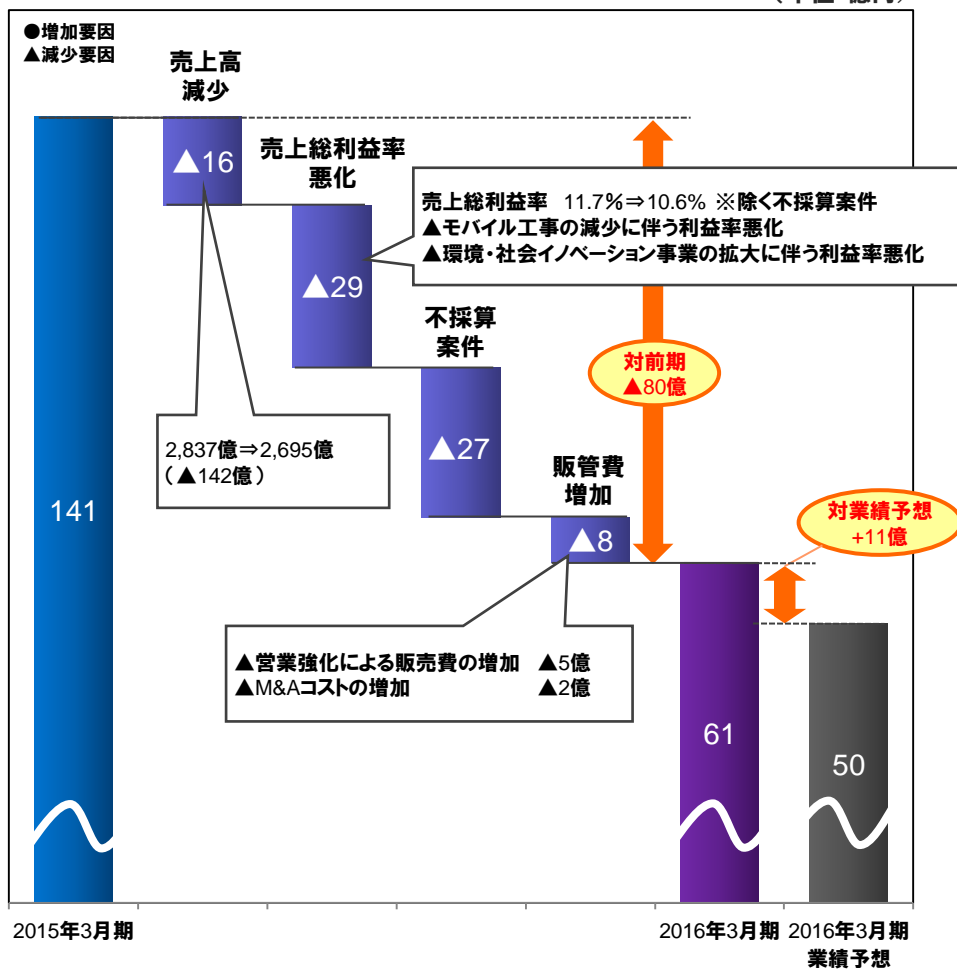 ●増加要因
▲減少要因
売上高
減少
▲16
売上総利益率
悪化
▲29
売上総利益率 11.7%⇒10.6% ※除く不採算案件
▲モバイル工事の減少に伴う利益率悪化
▲環境・社会イノベーション事業の拡大に伴う利益率悪化
不採算
案件
▲27
対前期
▲80億
2,837億⇒2,695億
(▲142億)
販管費
増加
▲8
141
対業績予想
+11億
▲営業強化による販売費の増加 ▲5億
▲M&Aコストの増加 ▲2億
61
50
2015年3月期
2016年3月期
2016年3月期
業績予想